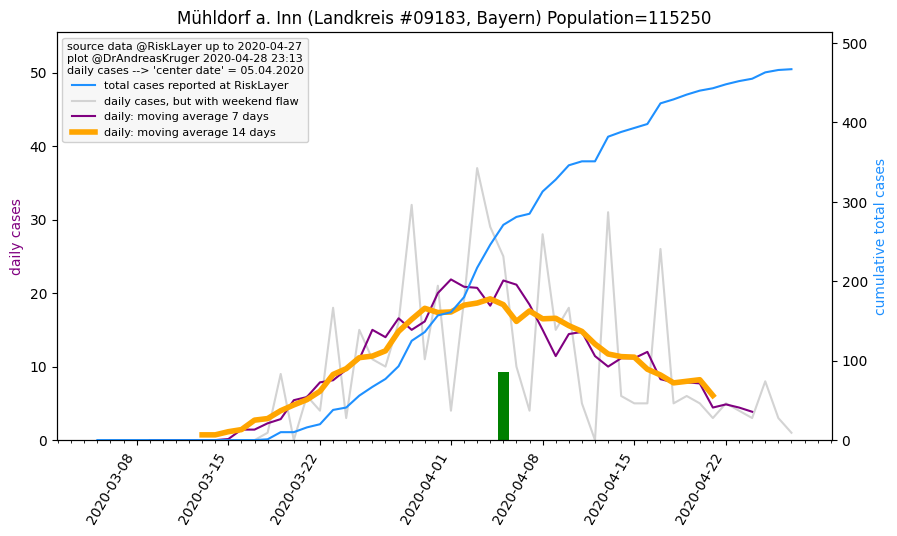 Mühldorf a. Inn (Landkreis #09183, Bayern) Population=115250
source data @RiskLayer up to 2020-04-27
plot @DrAndreasKruger 2020-04-28 23:13
daily cases --> 'center date' = 05.04.2020
total cases reported at RiskLayer
daily cases, but with weekend flaw
daily: moving average 7 days
daily: moving average 14 days
daily cases
50
40
30
20
10
0
cumulative total cases
500
400
300
200
100
0
2020-03-08
2020-03-15
2020-03-22
2020-04-01
2020-04-08
2020-04-15
2020-04-22